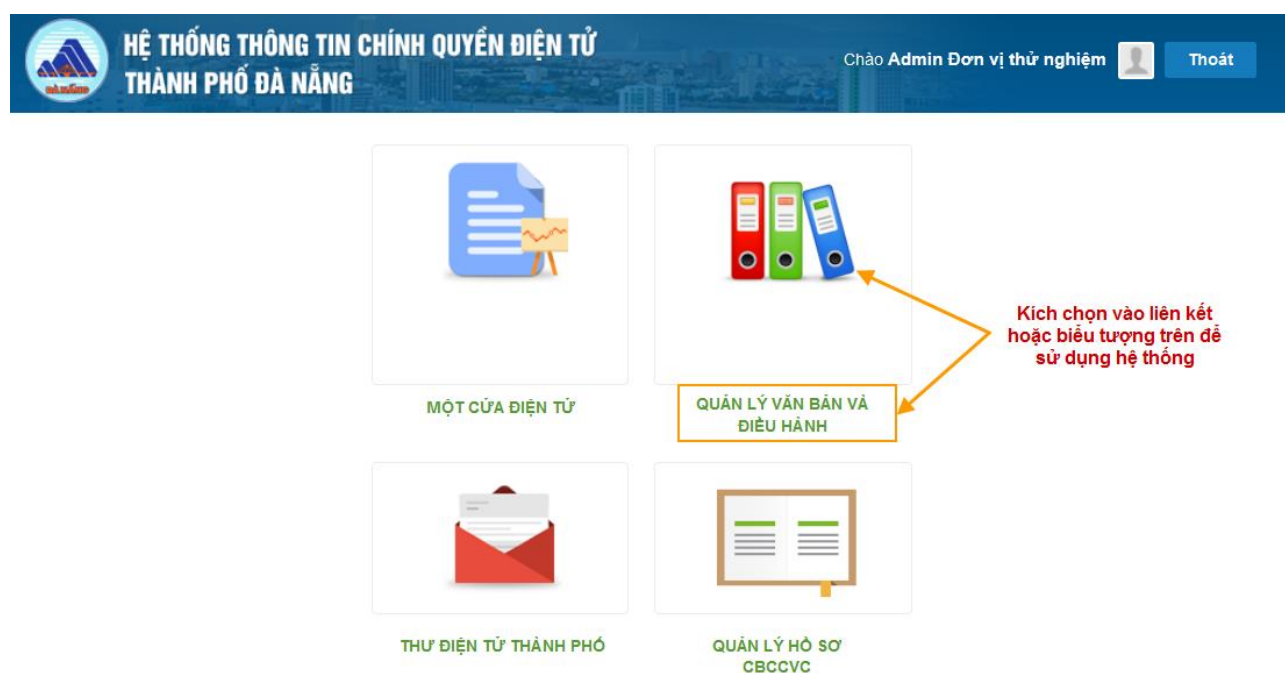 HỆ THỐNG THÔNG TIN CHÍNH QUYỀN ĐIỆN TỬ
THÀNH PHỐ ĐÀ NẴNG
ĐÀ NẴNG
Chào Admin Đơn vị thử nghiệm
Thoát
Kích chọn vào liên kết
hoặc biểu tượng trên để
sử dụng hệ thống
MỘT CỬA ĐIỆN TỬ
QUẢN LÝ VĂN BẢN VÀ
ĐIỀU HÀNH
THƯ ĐIỆN TỬ THÀNH PHỐ
QUẢN LÝ HỒ SƠ
CBCCVC